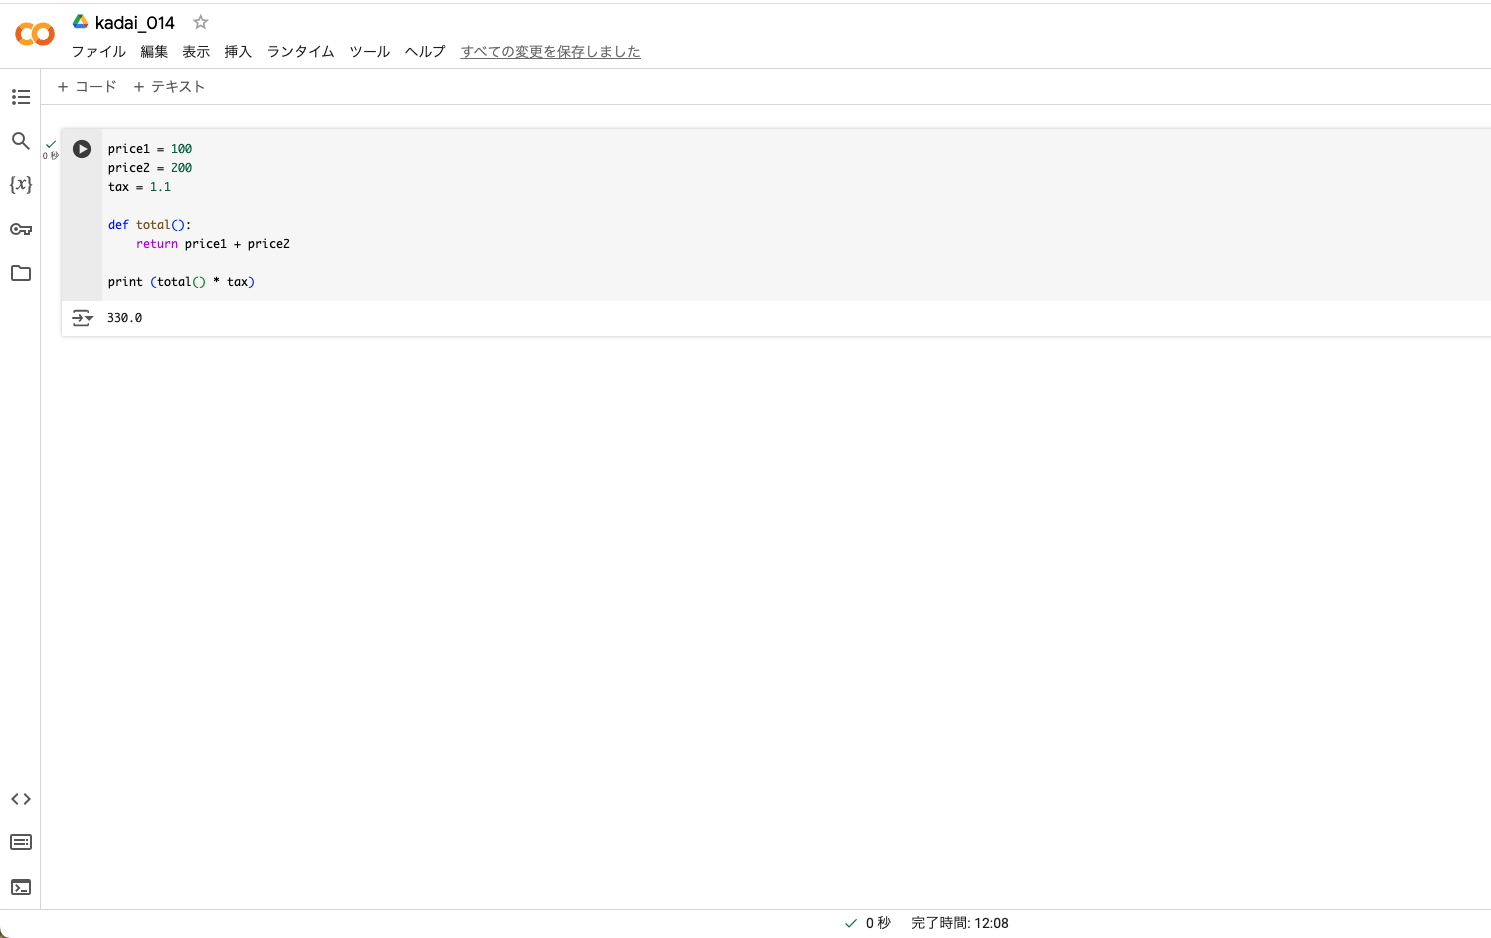 kadai_014
ファイル 編集 表示 挿入 ランタイム ツール ヘルプ すべての変更を保存しました
+ コード + テキスト
0 秒
price1 = 100
price2 = 200
tax = 1.1
def total():
    return price1 + price2
print (total() * tax)
330.0
{x}
0 秒 完了時間: 12:08